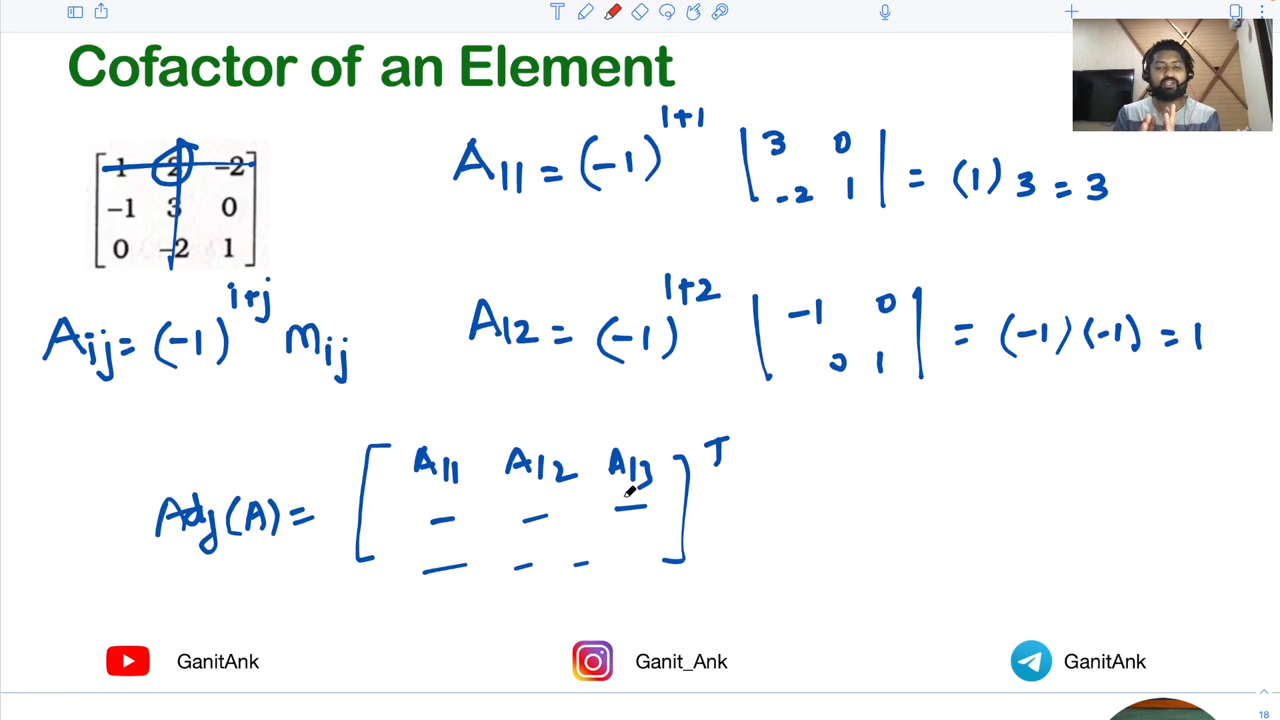 Cofactor of an Element
1 2 -2
-1 3 0
0 -2 1
A11 = (-1)^1+1 | 3 0
-2 1 | = (1) 3 = 3
Aij = (-1)^i+j mij
A12 = (-1)^1+2 | -1 0
0 1 | = (-1)(-1) = 1
Adj(A) = [ A11 A12 A13
– – –
– – – ]^T
GanitAnk
Ganit_Ank
GanitAnk
18